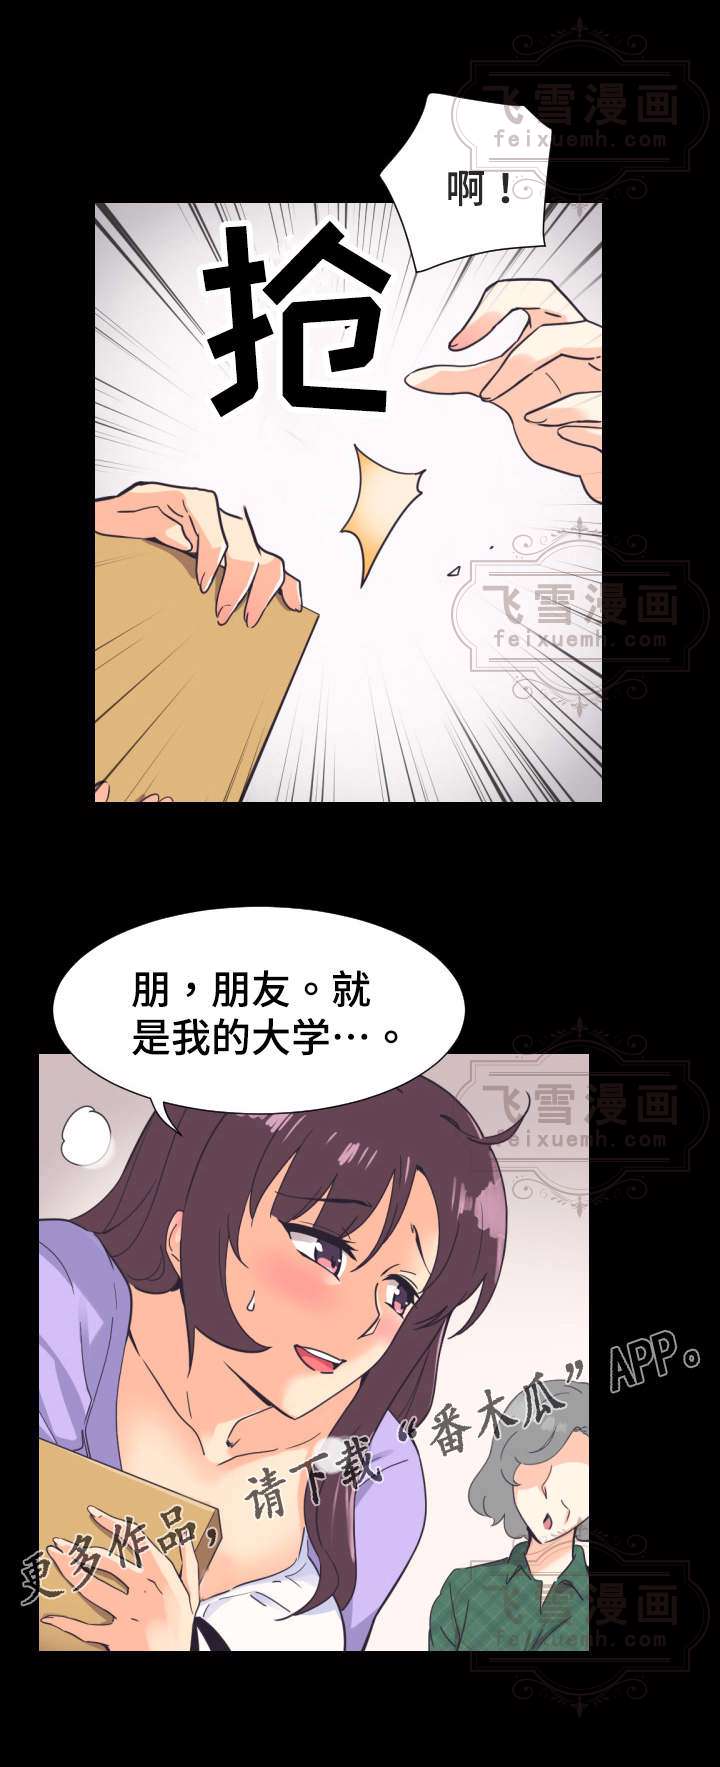 飞雪漫画
feixuemh.com
啊！
抢
飞雪漫画
feixuemh.com
朋，朋友。就
是我的大学…。
飞雪漫画
feixuemh.com
更多作品，请下载“番木瓜”APP。
飞雪漫画
feixuemh.com